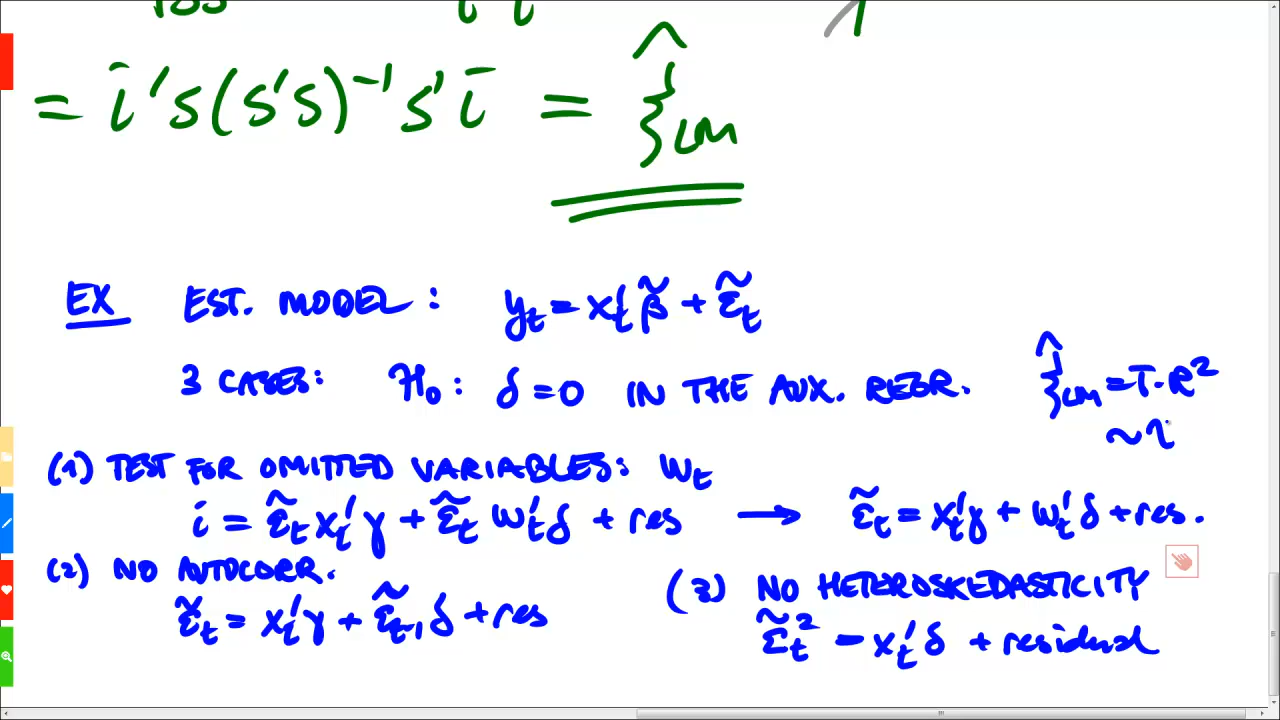 = i's(s's)⁻¹s'i = ξ̂_LM
EX EST. MODEL: y_t = x_t'β̃ + ε̃_t
3 CASES: H₀: δ = 0 IN THE AUX. REGR. ξ̂_LM = T·R²
~
(1) TEST FOR OMITTED VARIABLES: W_t
i = ε̃_t x_t'γ + ε̃_t w_t'δ + res → ε̃_t = x_t'γ + w_t'δ + res.
(2) NO AUTOCORR.
ε̃_t = x_t'γ + ε̃_t-1 δ + res
(3) NO HETEROSKEDASTICITY
ε̃_t² = x_t'δ + residual